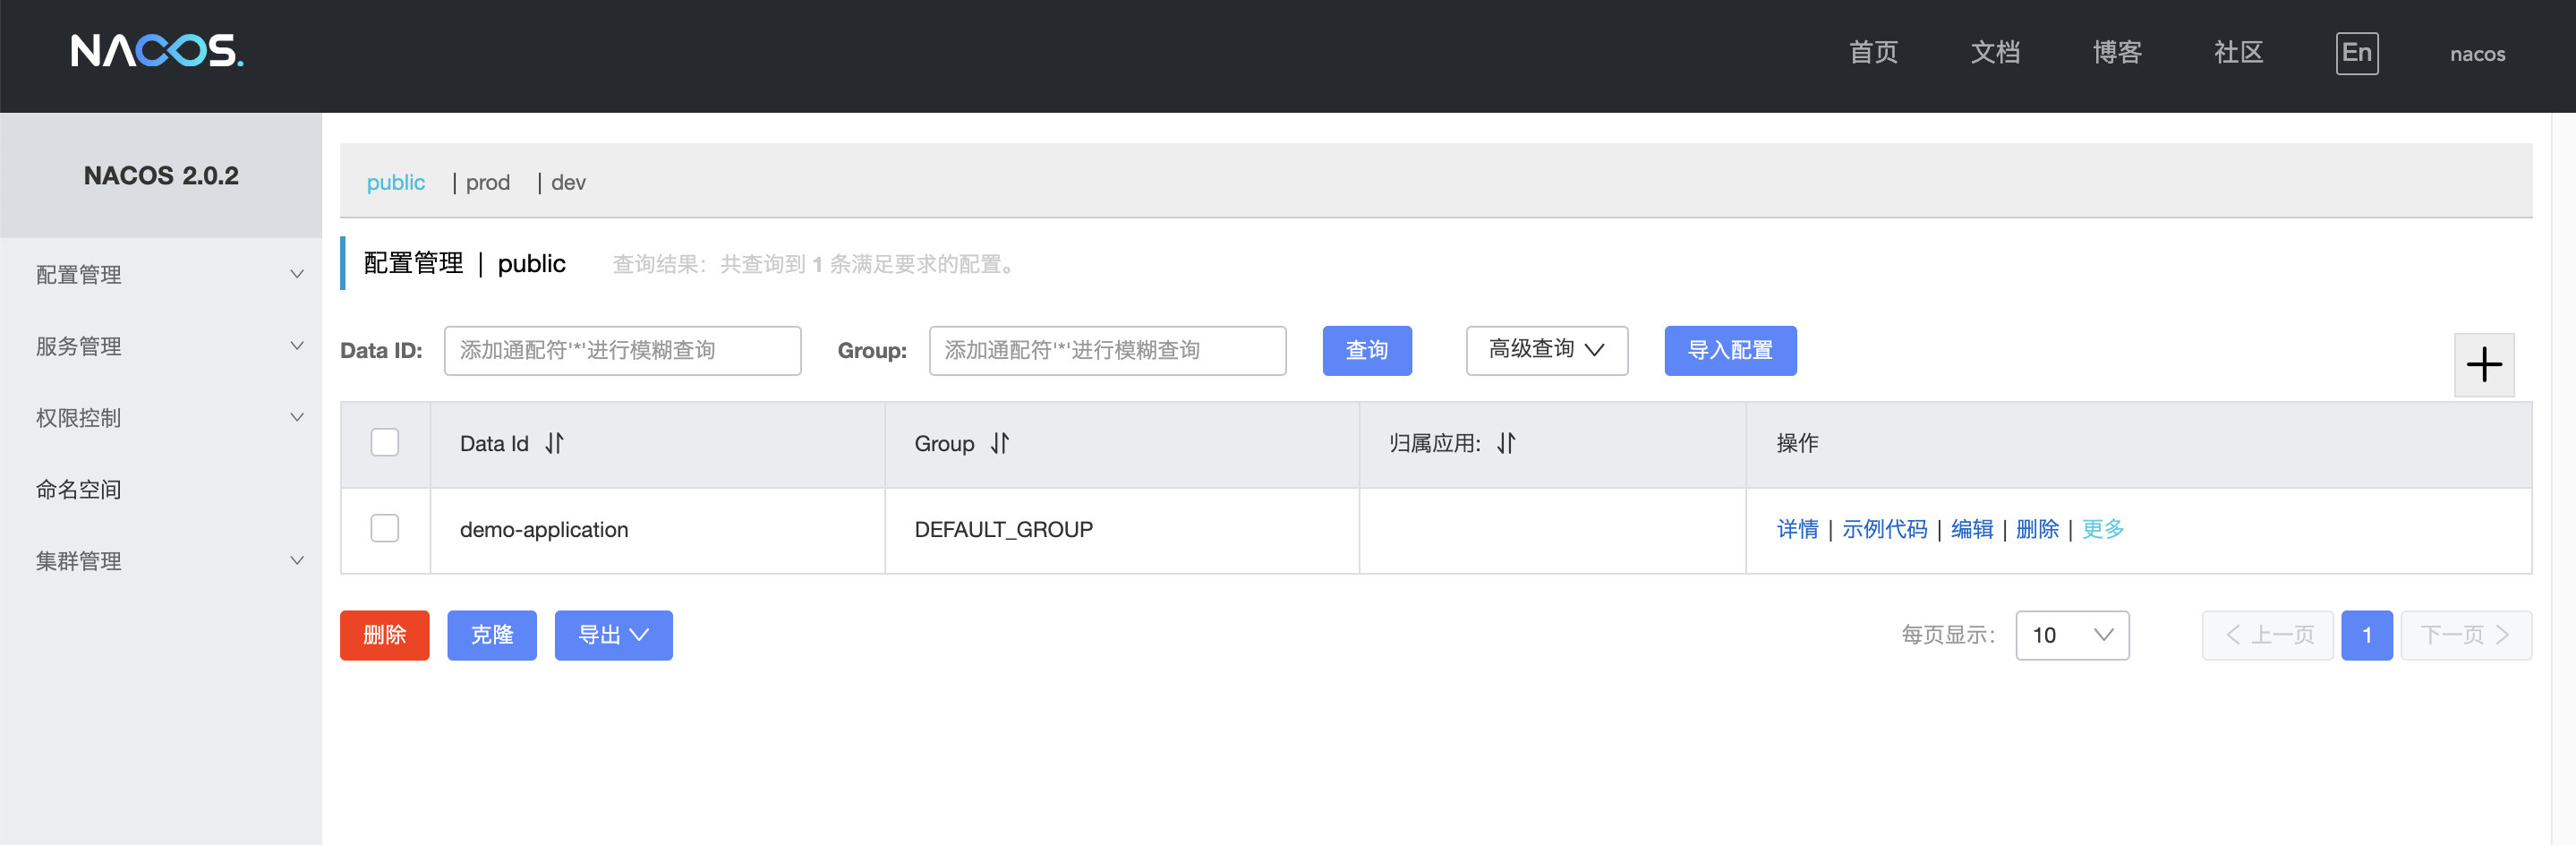 NACOS. 首页 文档 博客 社区 En nacos
NACOS 2.0.2
配置管理
服务管理
权限控制
命名空间
集群管理
public | prod | dev
配置管理 | public 查询结果：共查询到 1 条满足要求的配置。
Data ID: 添加通配符'*'进行模糊查询 Group: 添加通配符'*'进行模糊查询 查询 高级查询 导入配置
Data Id Group 归属应用: 操作
demo-application DEFAULT_GROUP 详情 | 示例代码 | 编辑 | 删除 | 更多
删除 克隆 导出 每页显示: 10 上一页 1 下一页